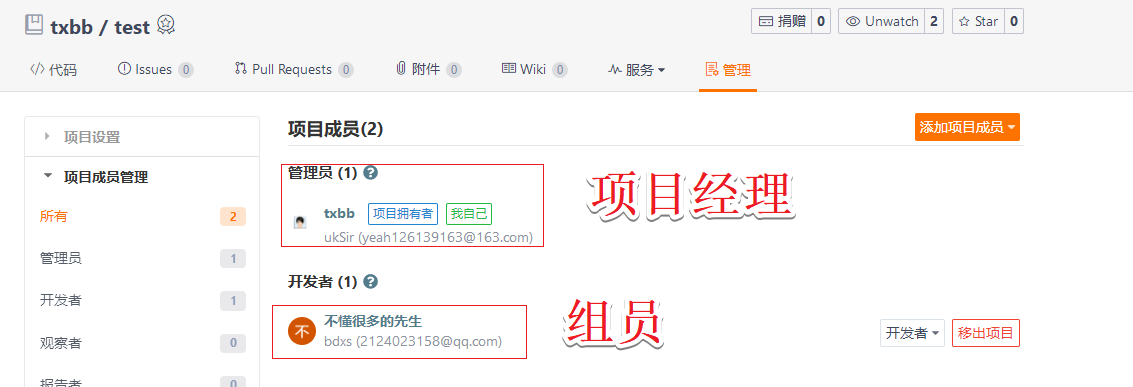 txbb / test
捐赠 0
Unwatch 2
Star 0
代码
Issues 0
Pull Requests 0
附件 0
Wiki 0
服务
管理
项目设置
项目成员管理
所有 2
管理员 1
开发者 1
观察者 0
报告者 0
项目成员(2)
添加项目成员
管理员 (1) ?
txbb 项目拥有者 我自己
ukSir (yeah126139163@163.com)
项目经理
开发者 (1) ?
不
不懂很多的先生
bdxs (2124023158@qq.com)
组员
开发者
移出项目